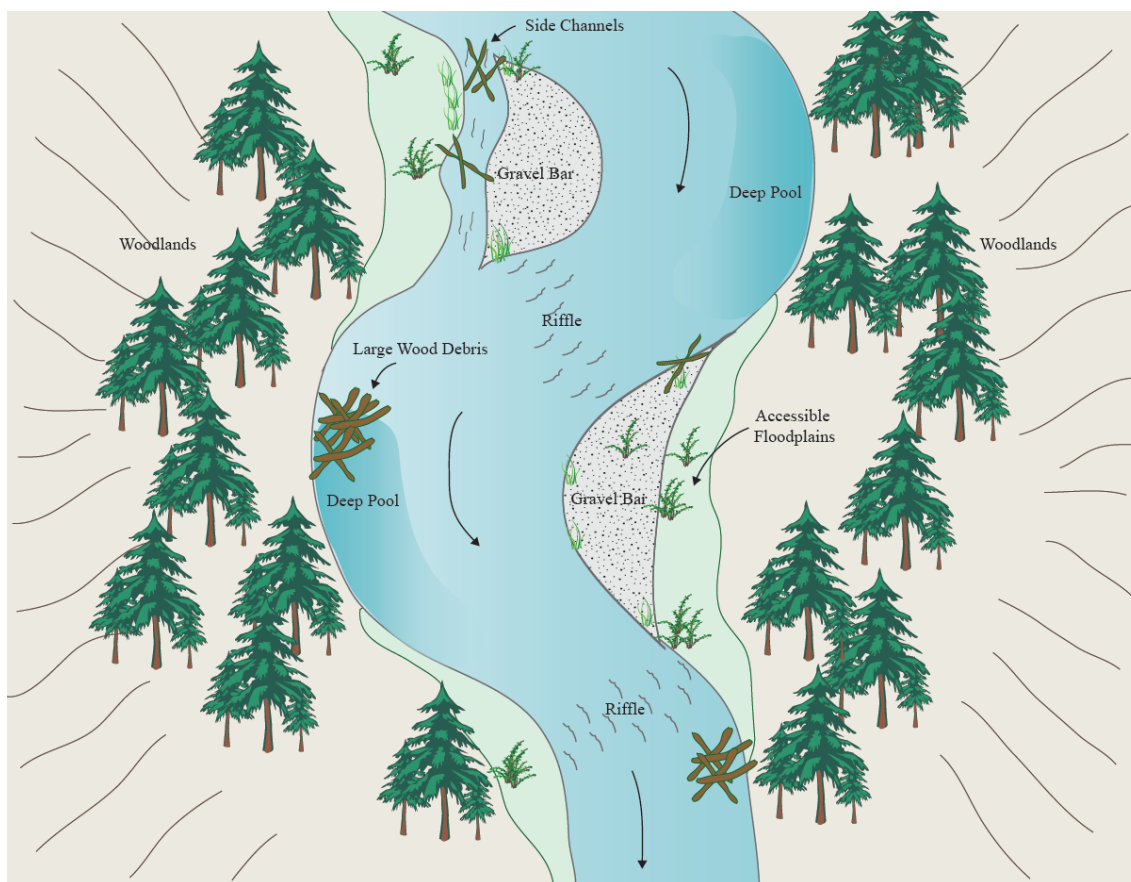 Side Channels
Gravel Bar
Deep Pool
Woodlands
Woodlands
Riffle
Large Wood Debris
Accessible
Floodplains
Deep Pool
Gravel Bar
Riffle